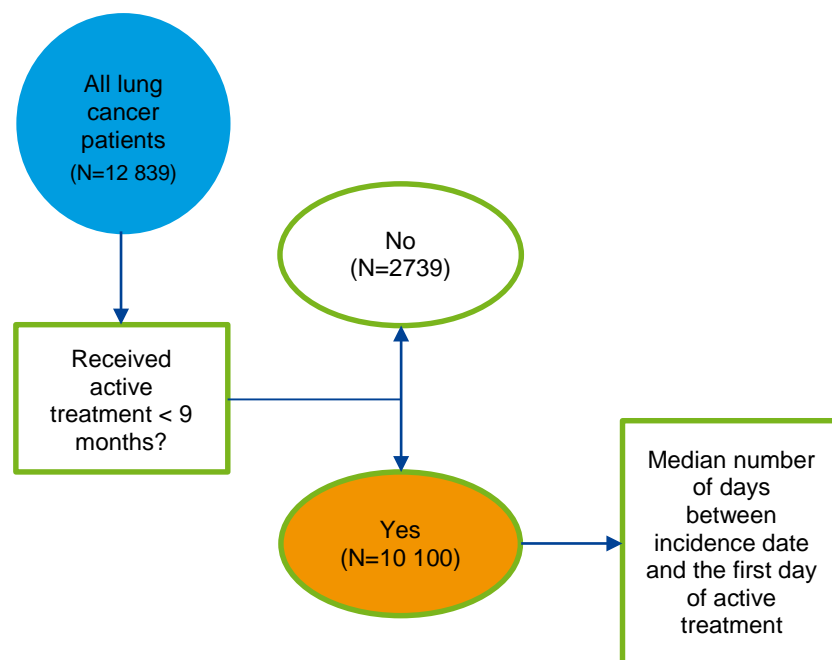 All lung
cancer
patients
(N=12 839)
No
(N=2739)
Received
active
treatment < 9
months?
Yes
(N=10 100)
Median number
of days
between
incidence date
and the first day
of active
treatment